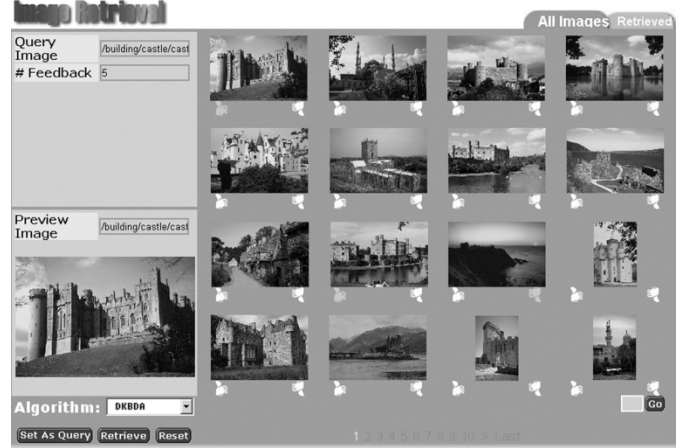 Image Retrieval
All Images Retrieved
Query Image /building/castle/cast
# Feedback 5
Preview Image /building/castle/cast
Algorithm: DKBDA
Go
Set As Query Retrieve Reset
1 2 3 4 5 6 7 8 9 10 > Last